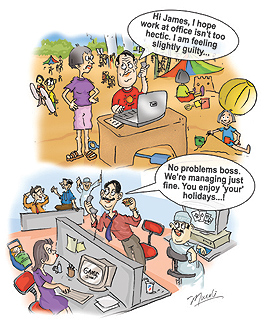 Hi James, I hope
work at office isn't too
hectic. I am feeling
slightly guilty...
No problems boss.
We're managing just
fine. You enjoy 'your'
holidays...!
GAME